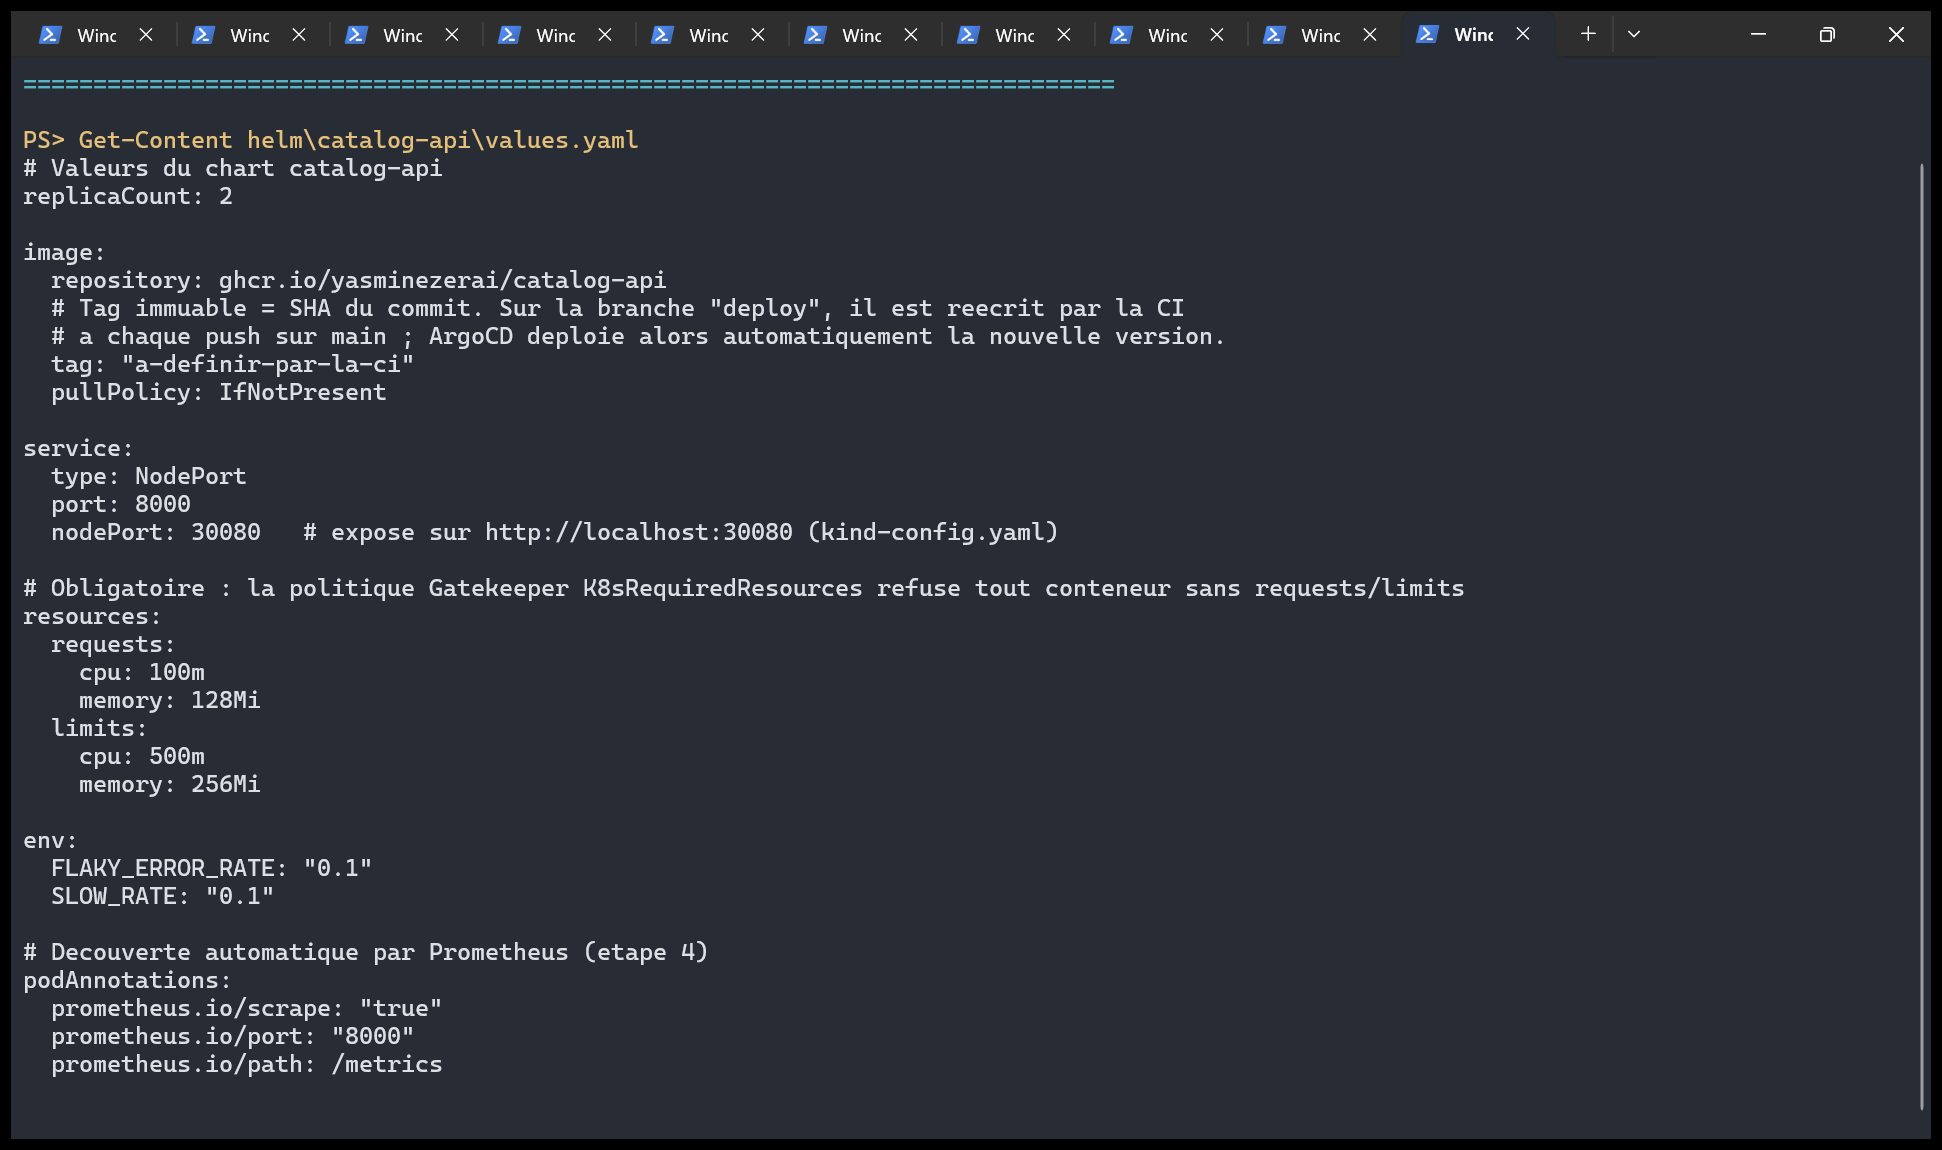 Winc Winc Winc Winc Winc Winc Winc Winc Winc Winc
==============================================================================
PS> Get-Content helm\catalog-api\values.yaml
# Valeurs du chart catalog-api
replicaCount: 2
image:
  repository: ghcr.io/yasminezerai/catalog-api
  # Tag immuable = SHA du commit. Sur la branche "deploy", il est reecrit par la CI
  # a chaque push sur main ; ArgoCD deploie alors automatiquement la nouvelle version.
  tag: "a-definir-par-la-ci"
  pullPolicy: IfNotPresent
service:
  type: NodePort
  port: 8000
  nodePort: 30080   # expose sur http://localhost:30080 (kind-config.yaml)
# Obligatoire : la politique Gatekeeper K8sRequiredResources refuse tout conteneur sans requests/limits
resources:
  requests:
    cpu: 100m
    memory: 128Mi
  limits:
    cpu: 500m
    memory: 256Mi
env:
  FLAKY_ERROR_RATE: "0.1"
  SLOW_RATE: "0.1"
# Decouverte automatique par Prometheus (etape 4)
podAnnotations:
  prometheus.io/scrape: "true"
  prometheus.io/port: "8000"
  prometheus.io/path: /metrics